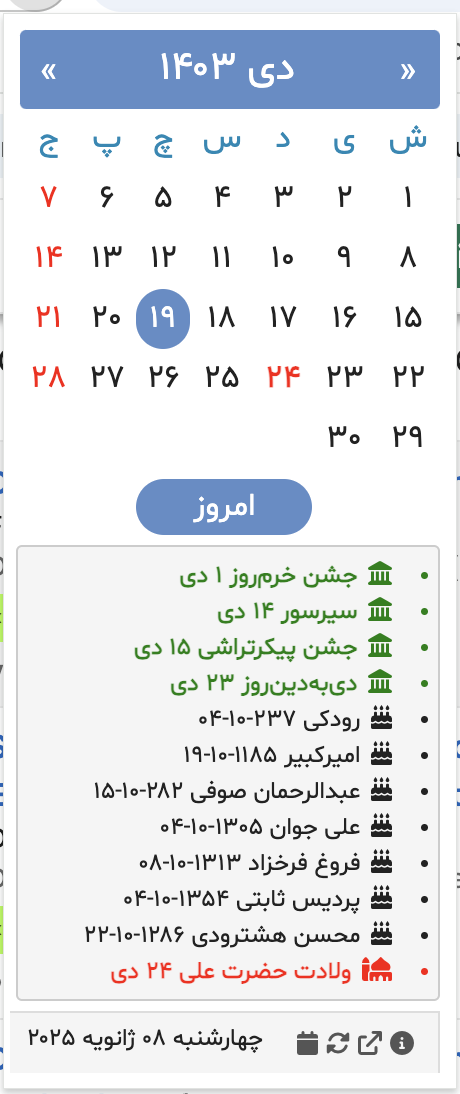 « دی ۱۴۰۳ »
ش ی د س چ پ ج
۱ ۲ ۳ ۴ ۵ ۶ ۷
۸ ۹ ۱۰ ۱۱ ۱۲ ۱۳ ۱۴
۱۵ ۱۶ ۱۷ ۱۸ ۱۹ ۲۰ ۲۱
۲۲ ۲۳ ۲۴ ۲۵ ۲۶ ۲۷ ۲۸
۲۹ ۳۰
امروز
جشن خرم‌روز ۱ دی
سیرسور ۱۴ دی
جشن پیکرتراشی ۱۵ دی
دی‌به‌دین‌روز ۲۳ دی
رودکی ۲۳۷-۱۰-۰۴
امیرکبیر ۱۱۸۵-۱۰-۱۹
عبدالرحمان صوفی ۲۸۲-۱۰-۱۵
علی جوان ۱۳۰۵-۱۰-۰۴
فروغ فرخزاد ۱۳۱۳-۱۰-۰۸
پردیس ثابتی ۱۳۵۴-۱۰-۰۴
محسن هشترودی ۱۲۸۶-۱۰-۲۲
ولادت حضرت علی ۲۴ دی
چهارشنبه ۰۸ ژانویه ۲۰۲۵